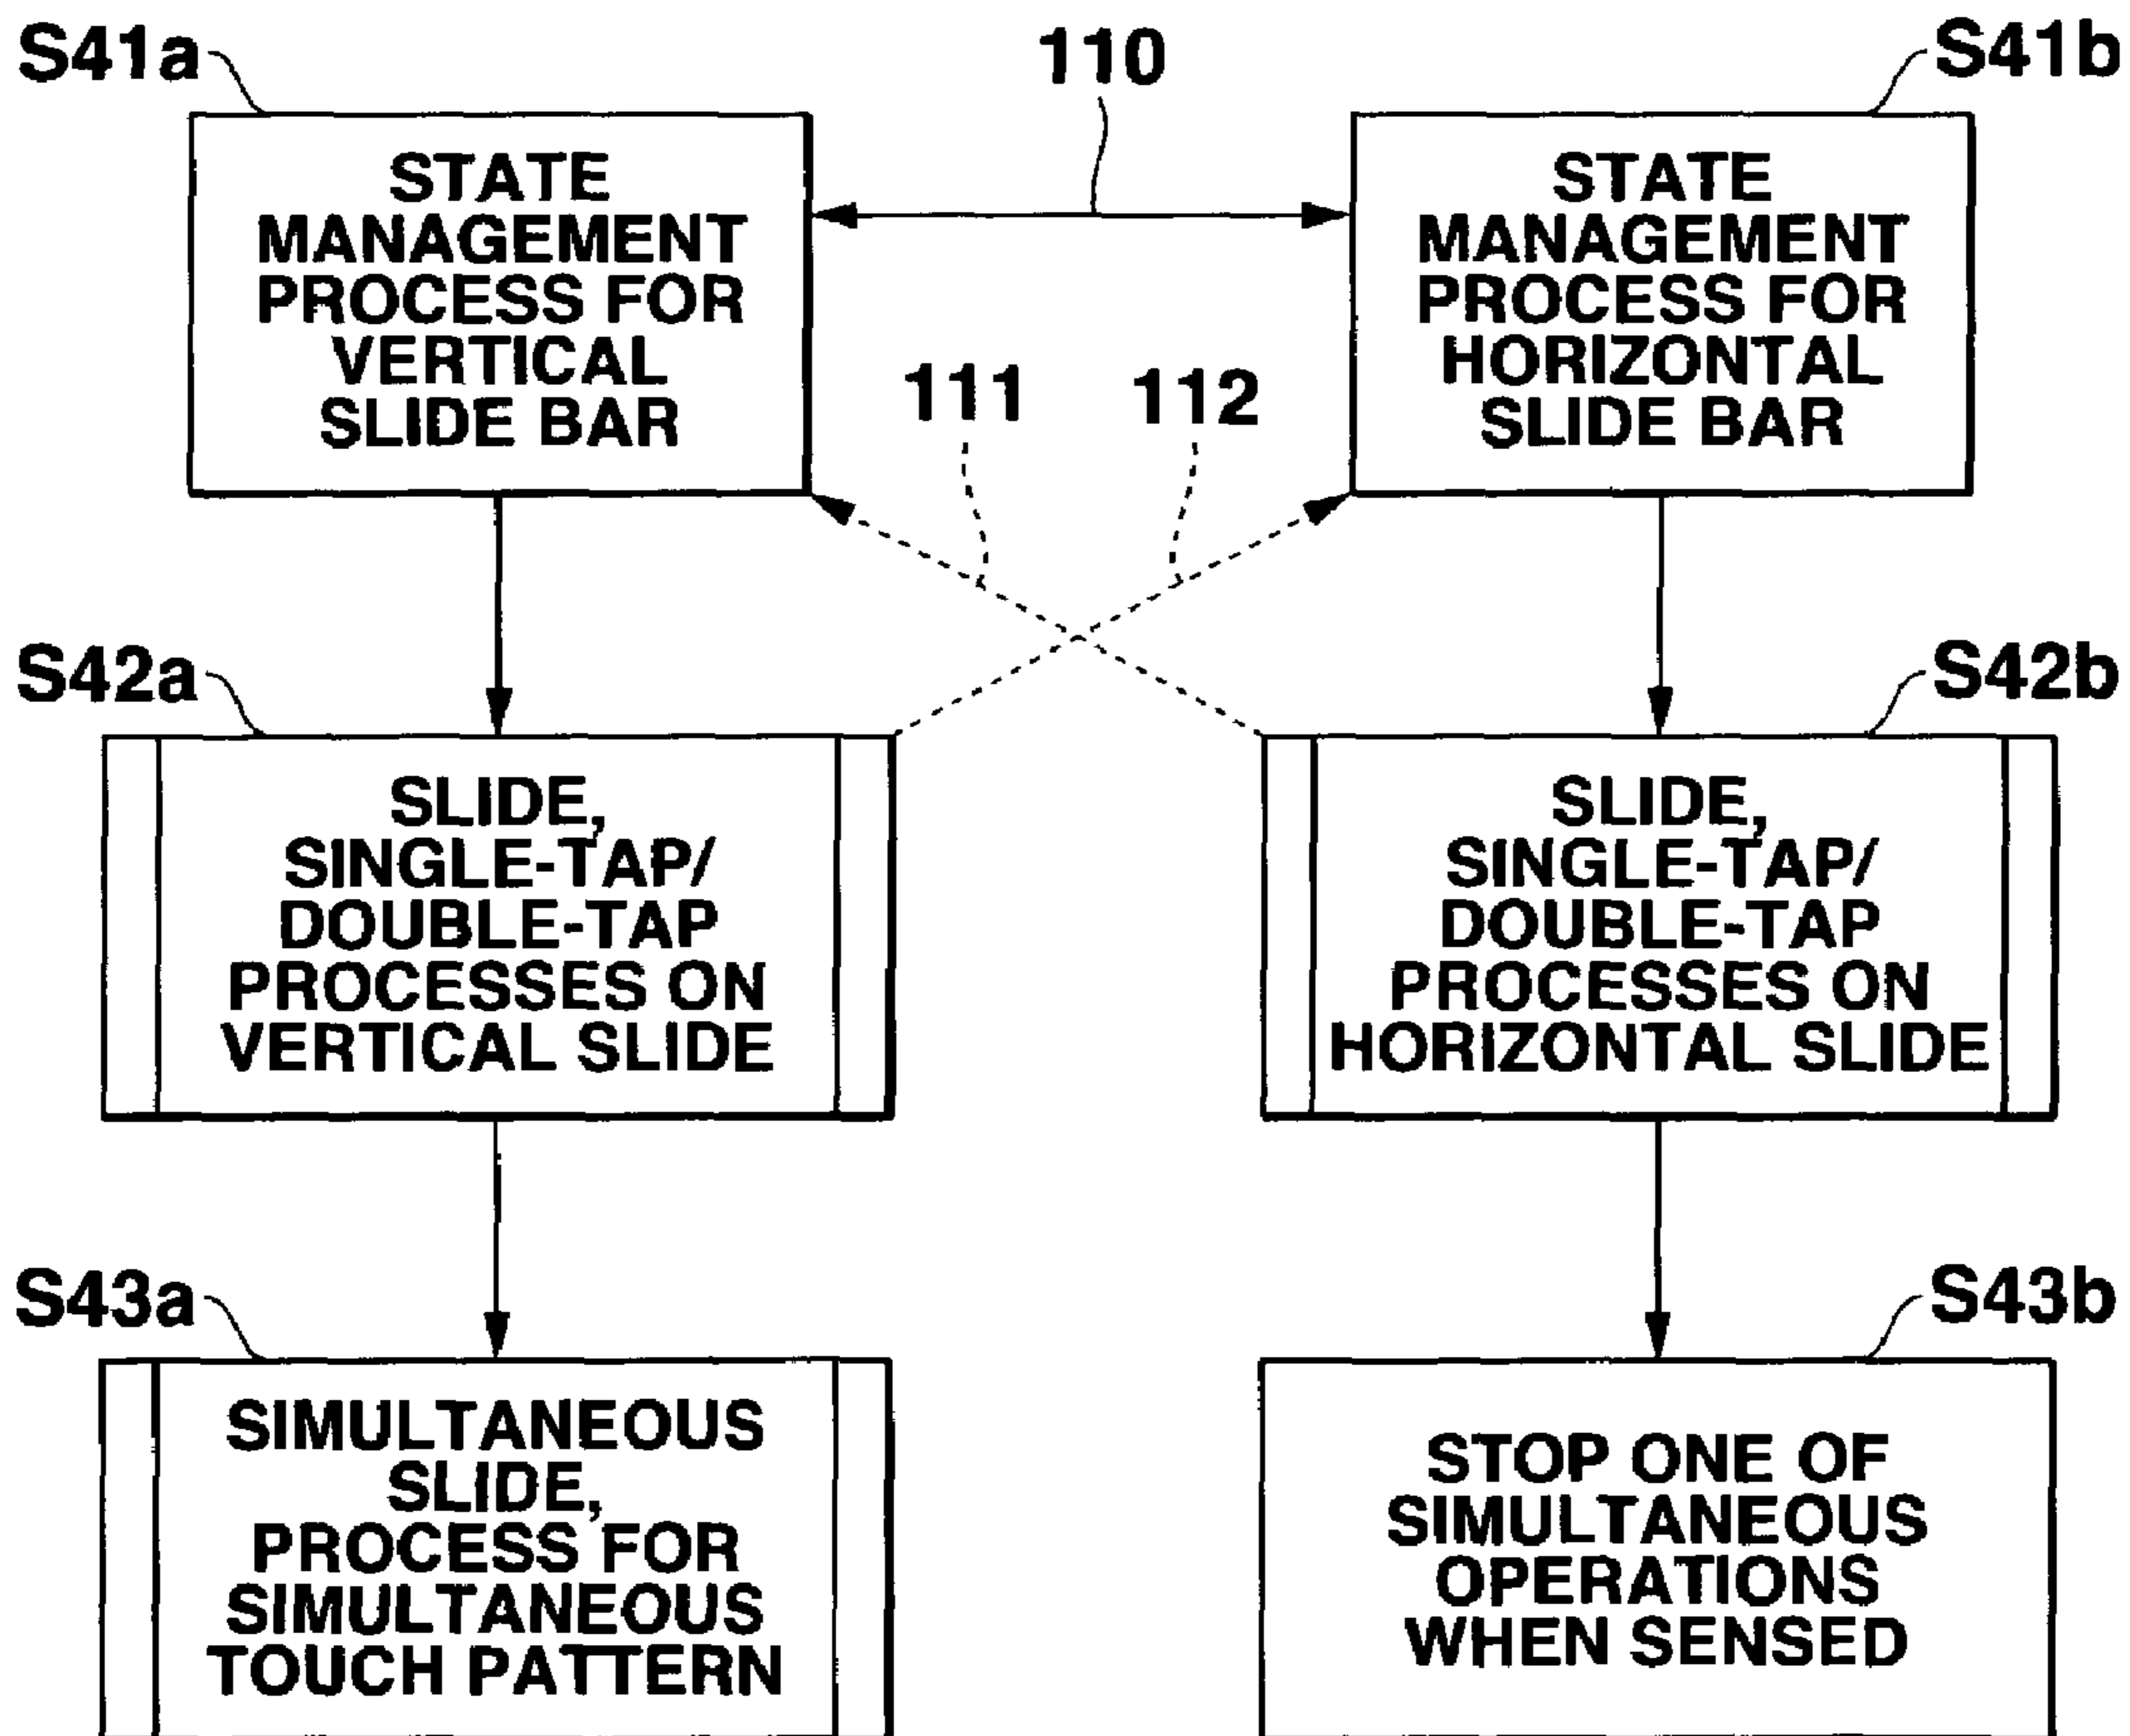 S41a
110
S41b
STATE
MANAGEMENT
PROCESS FOR
VERTICAL
SLIDE BAR
STATE
MANAGEMENT
PROCESS FOR
HORIZONTAL
SLIDE BAR
111
112
S42a
S42b
SLIDE,
SINGLE-TAP/
DOUBLE-TAP
PROCESSES ON
VERTICAL SLIDE
SLIDE,
SINGLE-TAP/
DOUBLE-TAP
PROCESSES ON
HORIZONTAL SLIDE
S43a
S43b
SIMULTANEOUS
SLIDE,
PROCESS FOR
SIMULTANEOUS
TOUCH PATTERN
STOP ONE OF
SIMULTANEOUS
OPERATIONS
WHEN SENSED